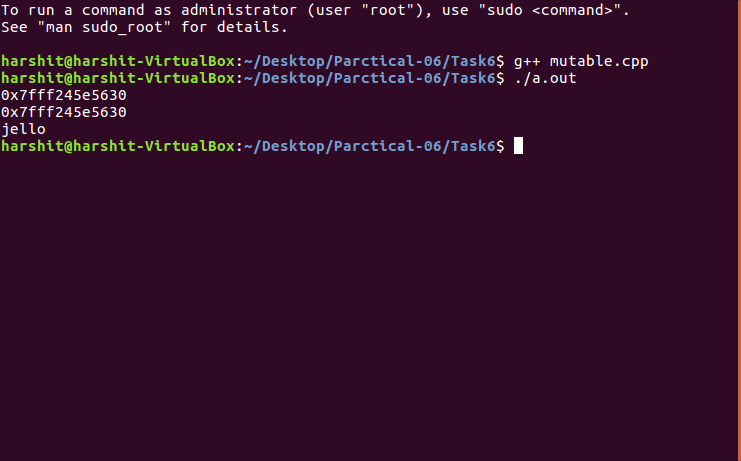 To run a command as administrator (user "root"), use "sudo <command>".
See "man sudo_root" for details.
harshit@harshit-VirtualBox:~/Desktop/Parctical-06/Task6$ g++ mutable.cpp
harshit@harshit-VirtualBox:~/Desktop/Parctical-06/Task6$ ./a.out
0x7fff245e5630
0x7fff245e5630
jello
harshit@harshit-VirtualBox:~/Desktop/Parctical-06/Task6$